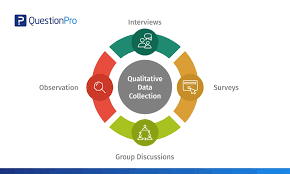 QuestionPro
Interviews
Observation
Qualitative
Data
Collection
Surveys
Group Discussions